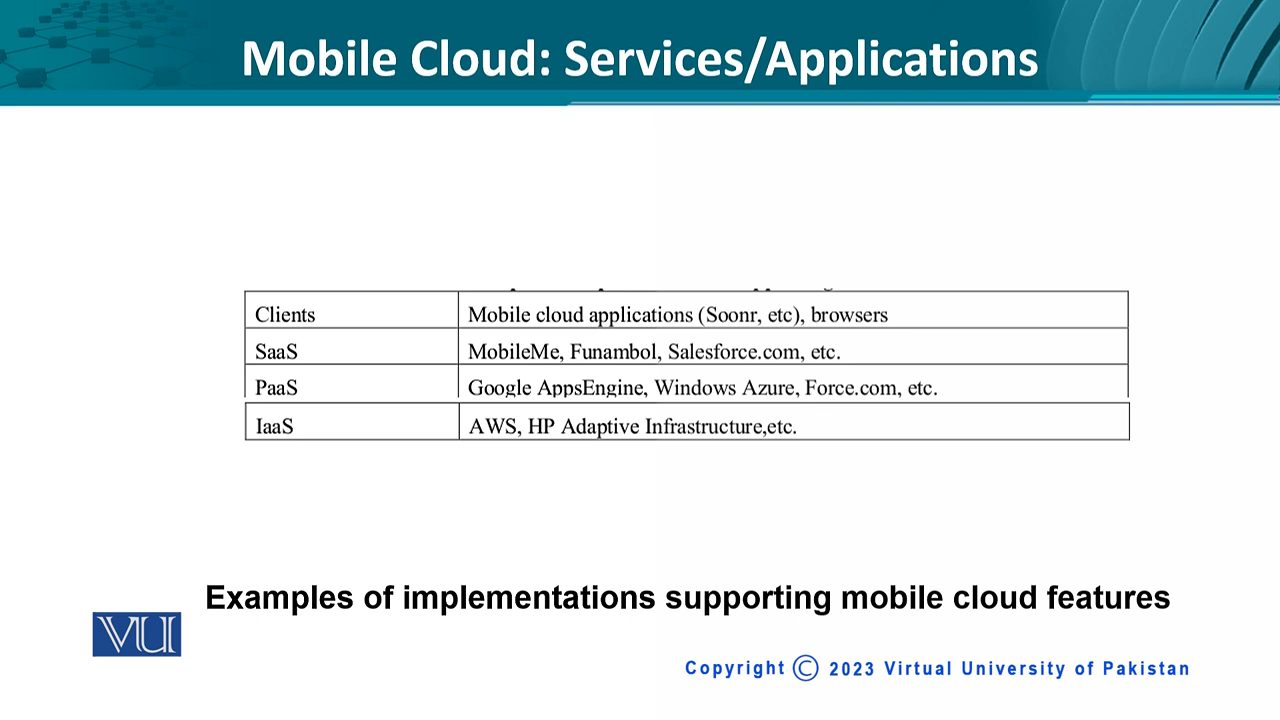 Mobile Cloud: Services/Applications
Clients Mobile cloud applications (Soonr, etc), browsers
SaaS MobileMe, Funambol, Salesforce.com, etc.
PaaS Google AppsEngine, Windows Azure, Force.com, etc.
IaaS AWS, HP Adaptive Infrastructure,etc.
Examples of implementations supporting mobile cloud features
VU
Copyright © 2023 Virtual University of Pakistan